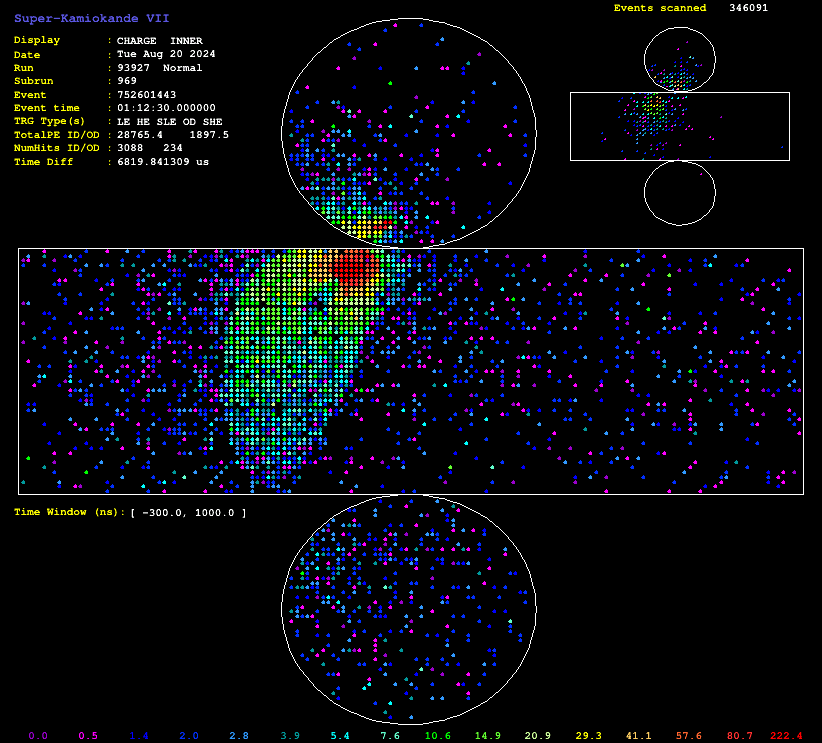 Super-Kamiokande VII
Events scanned 346091
Display : CHARGE INNER
Date : Tue Aug 20 2024
Run : 93927 Normal
Subrun : 969
Event : 752601443
Event time : 01:12:30.000000
TRG Type(s) : LE HE SLE OD SHE
TotalPE ID/OD : 28765.4 1897.5
NumHits ID/OD : 3088 234
Time Diff : 6819.841309 us
Time Window (ns): [ -300.0, 1000.0 ]
0.0 0.5 1.4 2.0 2.8 3.9 5.4 7.6 10.6 14.9 20.9 29.3 41.1 57.6 80.7 222.4